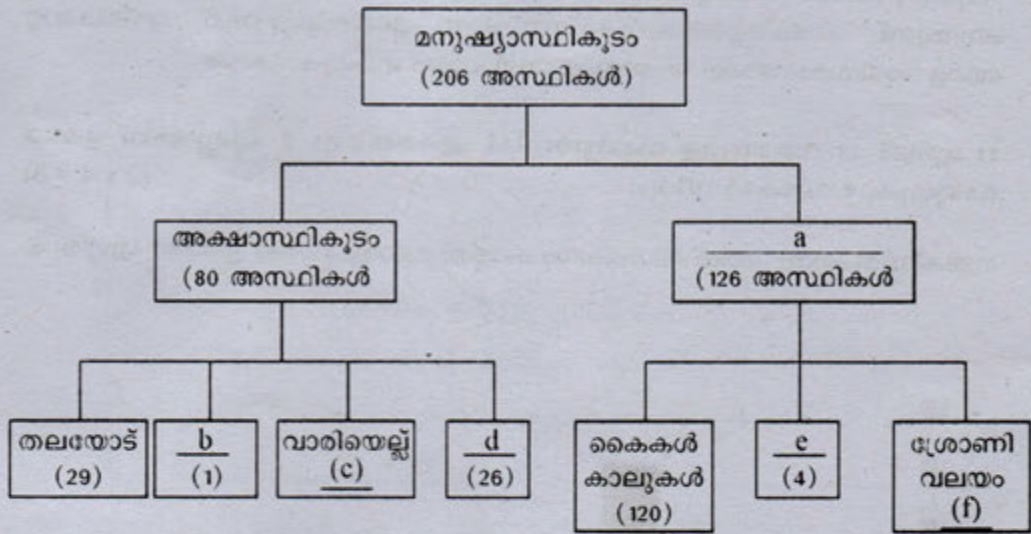 മനുഷ്യാസ്ഥികൂടം
(206 അസ്ഥികൾ)
അക്ഷാസ്ഥികൂടം
(80 അസ്ഥികൾ
a
(126 അസ്ഥികൾ
തലയോട്
(29)
b
(1)
വാരിയെല്ല്
(c)
d
(26)
കൈകൾ
കാലുകൾ
(120)
e
(4)
ശ്രോണി
വലയം
(f)